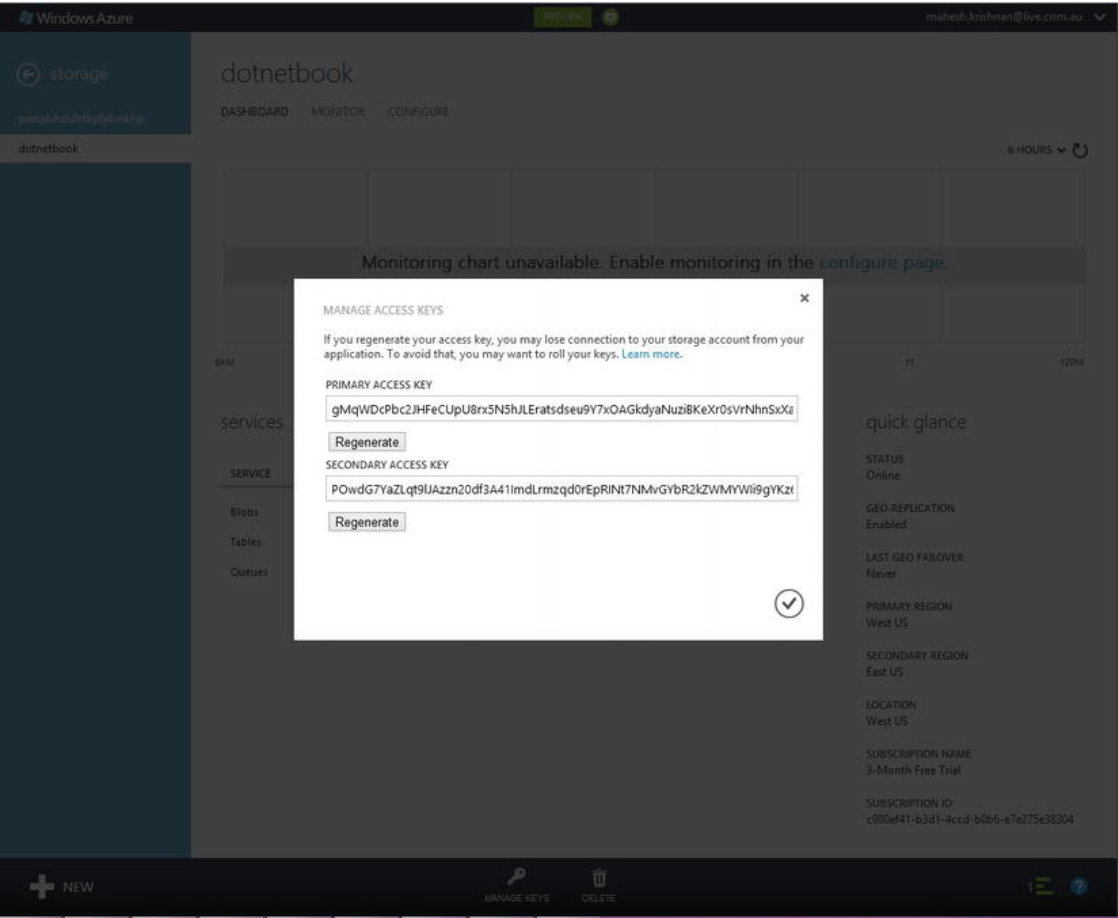 Windows Azure
PREVIEW
mahesh.krishnan@live.com.au
storage
dotnetbook
dotnetbook
DASHBOARD MONITOR CONFIGURE
6 HOURS
Monitoring chart unavailable. Enable monitoring in the configure page.
MANAGE ACCESS KEYS
If you regenerate your access key, you may lose connection to your storage account from your
application. To avoid that, you may want to roll your keys. Learn more.
PRIMARY ACCESS KEY
Regenerate
SECONDARY ACCESS KEY
Regenerate
6AM 11 12PM
services
SERVICE
Blobs
Tables
Queues
quick glance
STATUS
Online
GEO-REPLICATION
Enabled
LAST GEO FAILOVER
Never
PRIMARY REGION
West US
SECONDARY REGION
East US
LOCATION
West US
SUBSCRIPTION NAME
3-Month Free Trial
SUBSCRIPTION ID
c980ef41-b3d1-4ccd-b0b6-e7e275e38304
NEW
MANAGE KEYS
DELETE
1
?